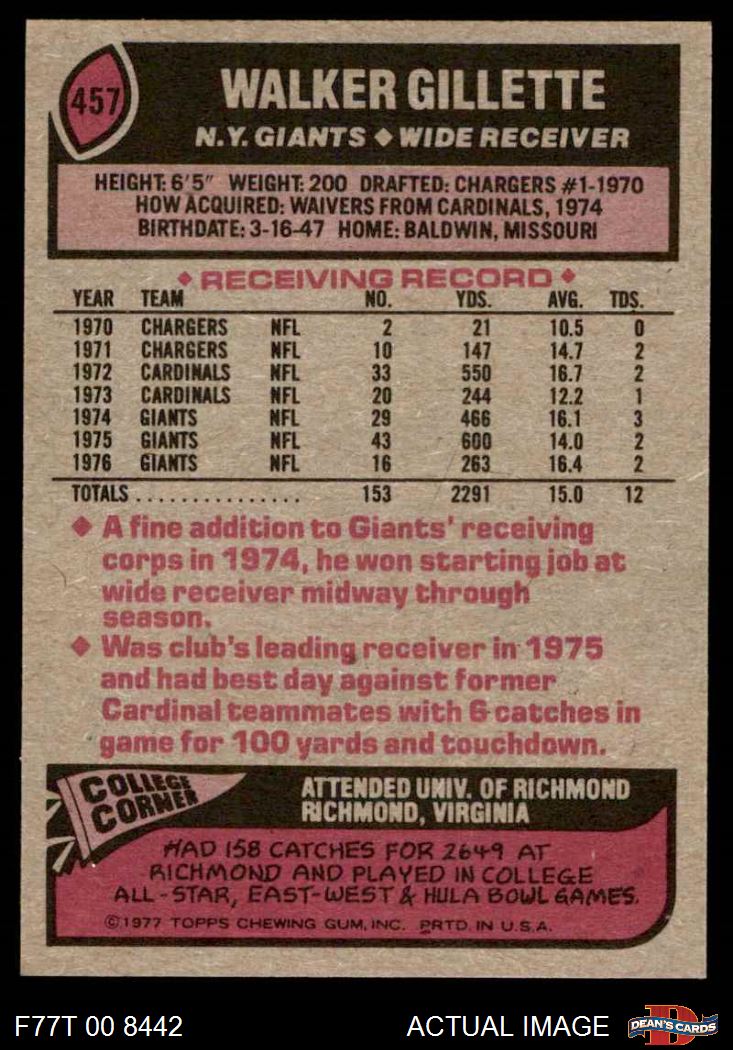 457
WALKER GILLETTE
N.Y. GIANTS ◆ WIDE RECEIVER
HEIGHT: 6'5" WEIGHT: 200 DRAFTED: CHARGERS #1-1970
HOW ACQUIRED: WAIVERS FROM CARDINALS, 1974
BIRTHDATE: 3-16-47 HOME: BALDWIN, MISSOURI
◆ RECEIVING RECORD ◆
YEAR TEAM NO. YDS. AVG. TDS.
1970 CHARGERS NFL 2 21 10.5 0
1971 CHARGERS NFL 10 147 14.7 2
1972 CARDINALS NFL 33 550 16.7 2
1973 CARDINALS NFL 20 244 12.2 1
1974 GIANTS NFL 29 466 16.1 3
1975 GIANTS NFL 43 600 14.0 2
1976 GIANTS NFL 16 263 16.4 2
TOTALS ................ 153 2291 15.0 12
◆ A fine addition to Giants' receiving
corps in 1974, he won starting job at
wide receiver midway through
season.
◆ Was club's leading receiver in 1975
and had best day against former
Cardinal teammates with 6 catches in
game for 100 yards and touchdown.
COLLEGE
CORNER
ATTENDED UNIV. OF RICHMOND
RICHMOND, VIRGINIA
HAD 158 CATCHES FOR 2649 AT
RICHMOND AND PLAYED IN COLLEGE
ALL-STAR, EAST-WEST & HULA BOWL GAMES.
©1977 TOPPS CHEWING GUM, INC. PRTD. IN U.S.A.
F77T 00 8442
ACTUAL IMAGE
D
DEAN'S CARDS